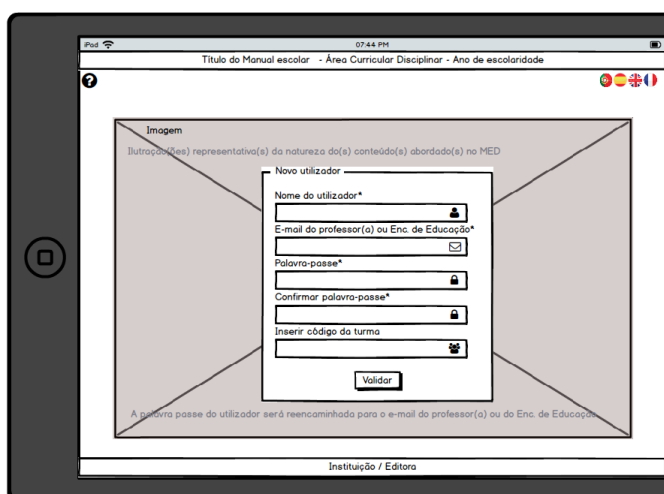 iPad
07:44 PM
Título do Manual escolar - Área Curricular Disciplinar - Ano de escolaridade
?
Imagem
Ilutração(ões) representativa(s) da natureza do(s) conteúdo(s) abordado(s) no MED
Novo utilizador
Nome do utilizador*
E-mail do professor(a) ou Enc. de Educação*
Palavra-passe*
Confirmar palavra-passe*
Inserir código da turma
Validar
A palavra passe do utilizador será reencaminhada para o e-mail do professor(a) ou do Enc. de Educação
Instituição / Editora